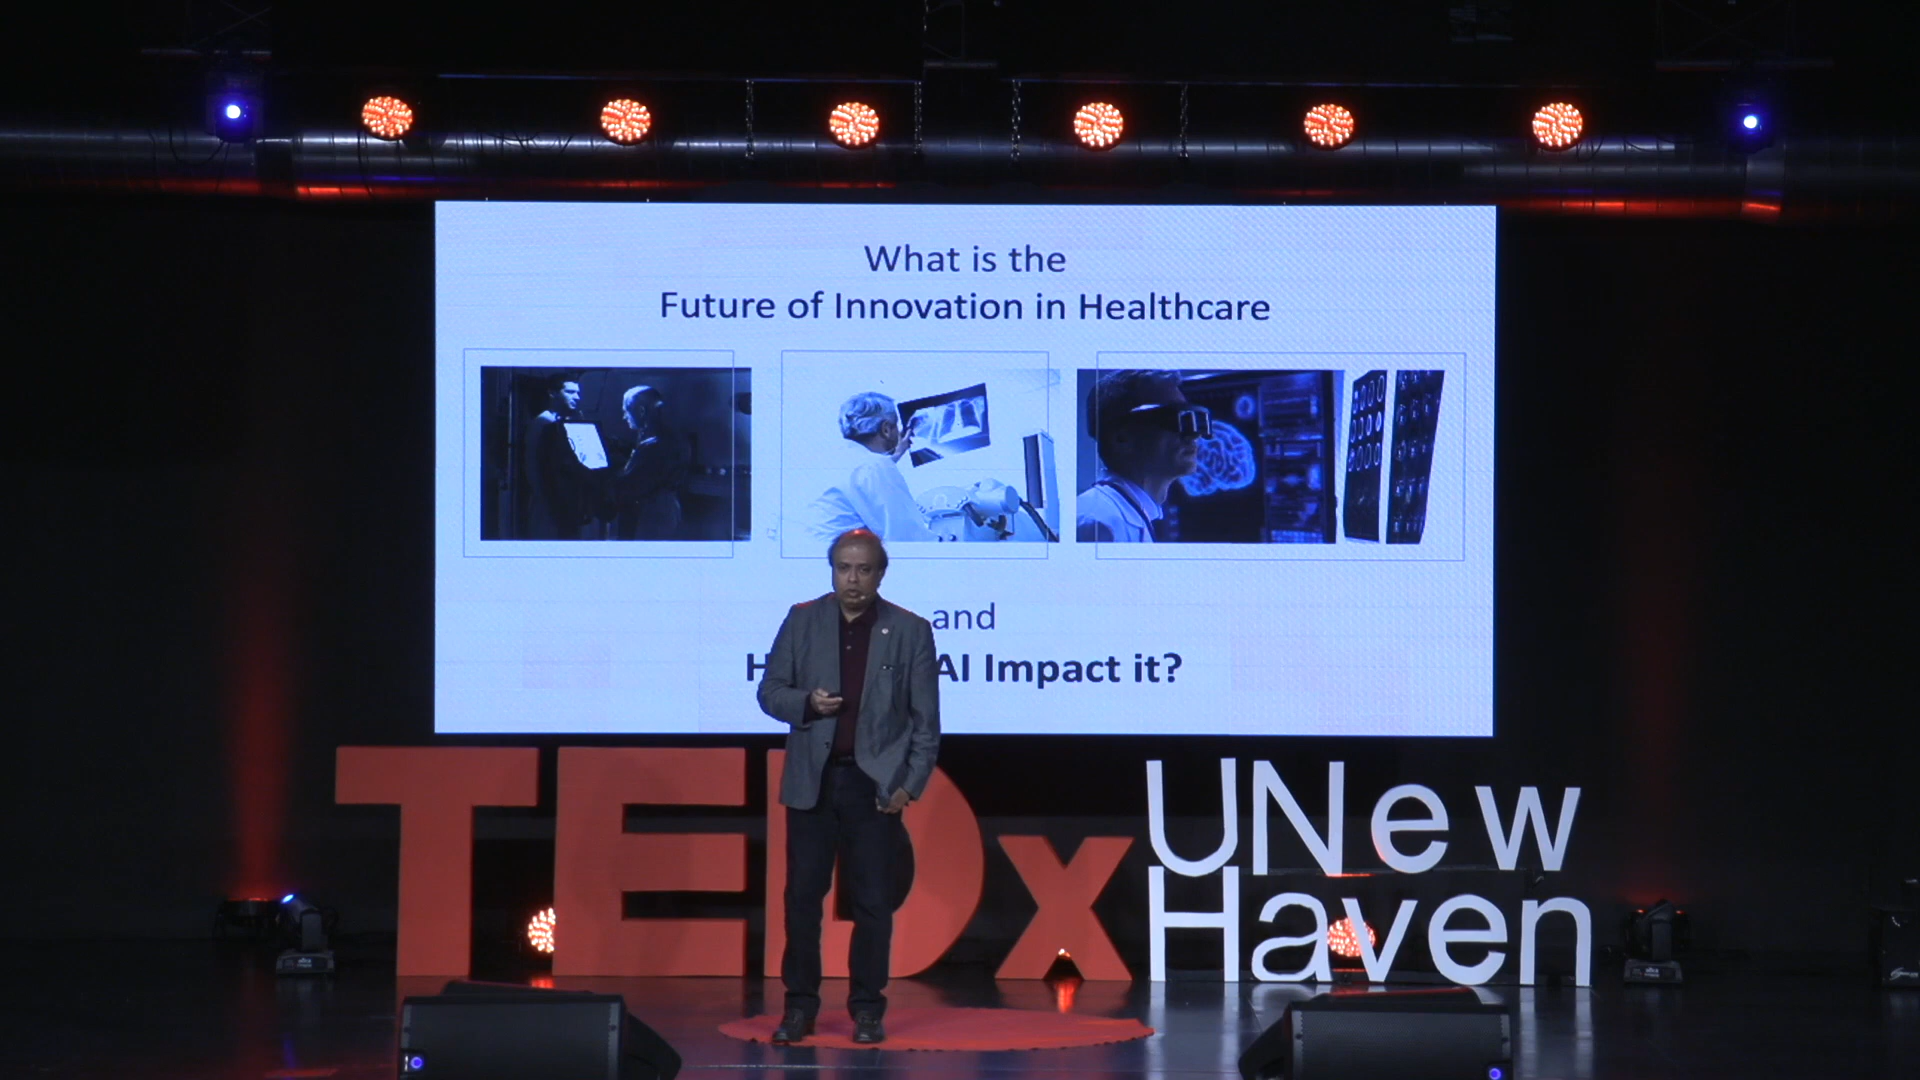 What is the
Future of Innovation in Healthcare
and
AI Impact it?
TEDx
UNew
Haven